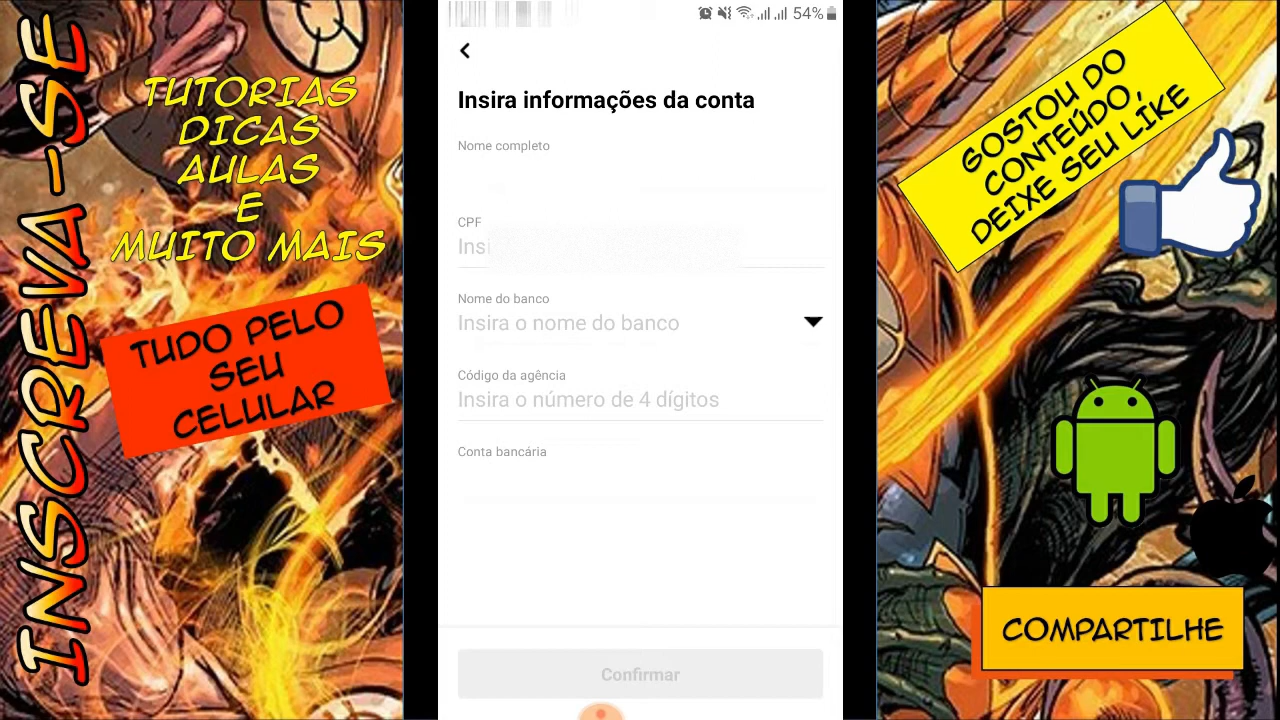 INSCREVA-SE
TUTORIAS
DICAS
AULAS
E
MUITO MAIS
TUDO PELO
SEU
CELULAR
54%
Insira informações da conta
Nome completo
CPF
Insi
Nome do banco
Insira o nome do banco
Código da agência
Insira o número de 4 dígitos
Conta bancária
Confirmar
GOSTOU DO
CONTEÚDO,
DEIXE SEU LIKE
COMPARTILHE